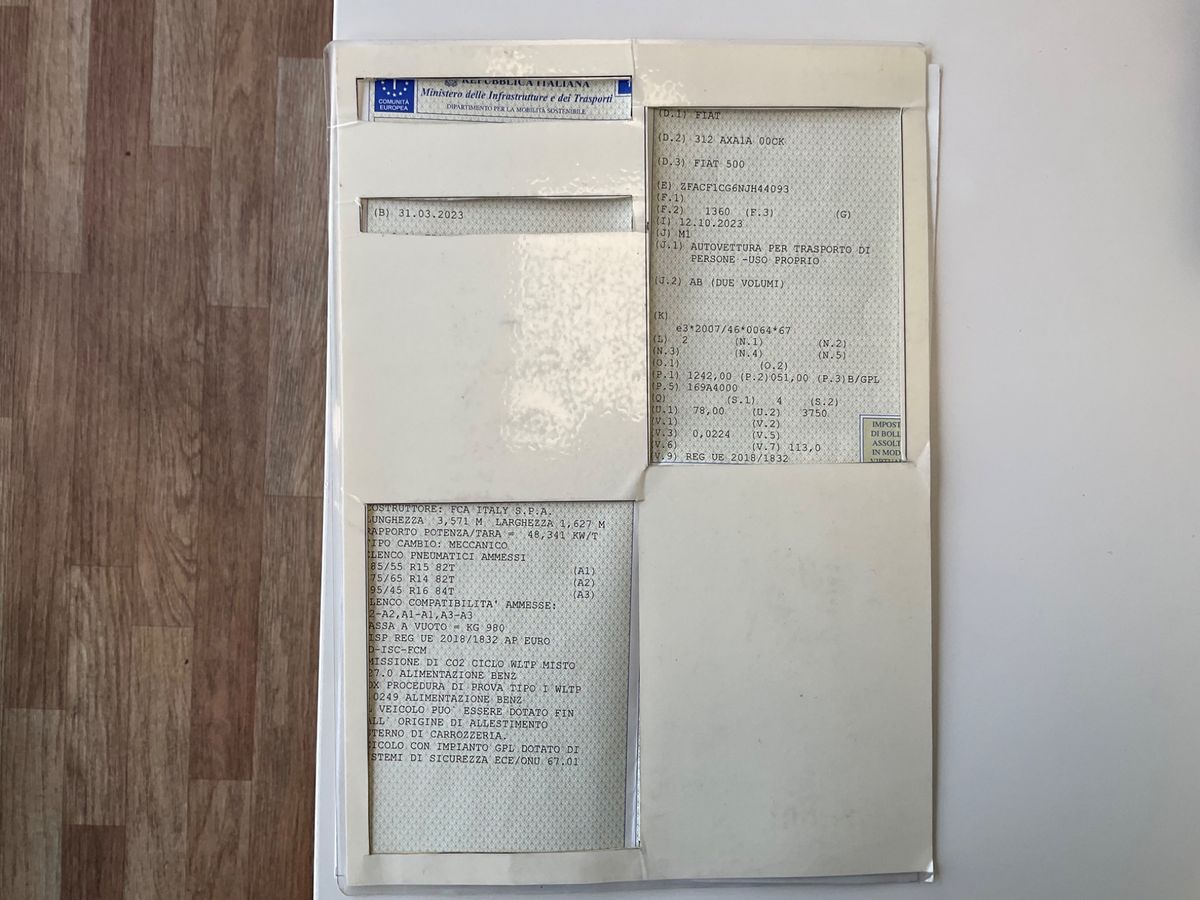 REPUBBLICA ITALIANA
COMUNITÀ
EUROPEA
Ministero delle Infrastrutture e dei Trasporti
DIPARTIMENTO PER LA MOBILITÀ SOSTENIBILE
(B) 31.03.2023
(D.1) FIAT
(D.2) 312 AXA1A 00CK
(D.3) FIAT 500
(E) ZFACF1CG6NJH44093
(F.1)
(F.2) 1360 (F.3) (G)
(I) 12.10.2023
(J) M1
(J.1) AUTOVETTURA PER TRASPORTO DI
PERSONE -USO PROPRIO
(J.2) AB (DUE VOLUMI)
(K)
e3*2007/46*0064*67
(L) 2 (N.1) (N.2)
(N.3) (N.4) (N.5)
(O.1) (O.2)
(P.1) 1242,00 (P.2)051,00 (P.3)B/GPL
(P.5) 169A4000
(Q) (S.1) 4 (S.2)
(U.1) 78,00 (U.2) 3750
(V.1) (V.2)
(V.3) 0,0224 (V.5)
(V.6) (V.7) 113,0
(V.9) REG UE 2018/1832
IMPOST
DI BOLL
ASSOLT
IN MOD
VIRTUA
COSTRUTTORE: FCA ITALY S.P.A.
LUNGHEZZA 3,571 M LARGHEZZA 1,627 M
RAPPORTO POTENZA/TARA = 48,341 KW/T
TIPO CAMBIO: MECCANICO
ELENCO PNEUMATICI AMMESSI
85/55 R15 82T (A1)
75/65 R14 82T (A2)
95/45 R16 84T (A3)
LENCO COMPATIBILITA' AMMESSE:
2-A2,A1-A1,A3-A3
ASSA A VUOTO = KG 980
ISP REG UE 2018/1832 AP EURO
D-ISC-FCM
MISSIONE DI CO2 CICLO WLTP MISTO
27.0 ALIMENTAZIONE BENZ
OX PROCEDURA DI PROVA TIPO I WLTP
.0249 ALIMENTAZIONE BENZ
L VEICOLO PUO' ESSERE DOTATO FIN
ALL' ORIGINE DI ALLESTIMENTO
STERNO DI CARROZZERIA.
EICOLO CON IMPIANTO GPL DOTATO DI
ISTEMI DI SICUREZZA ECE/ONU 67.01